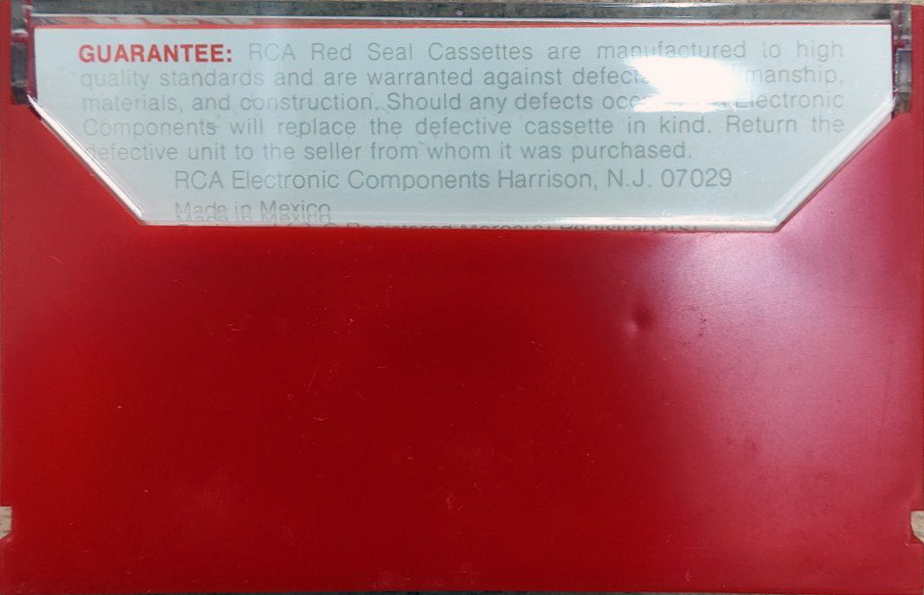 GUARANTEE: RCA Red Seal Cassettes are manufactured to high
quality standards and are warranted against manship,
materials, and construction. Should any defects Electronic
Components will replace the defective cassette in kind. Return the
defective unit to the seller from whom it was purchased.
RCA Electronic Components Harrison, N.J. 07029
Made in Mexico